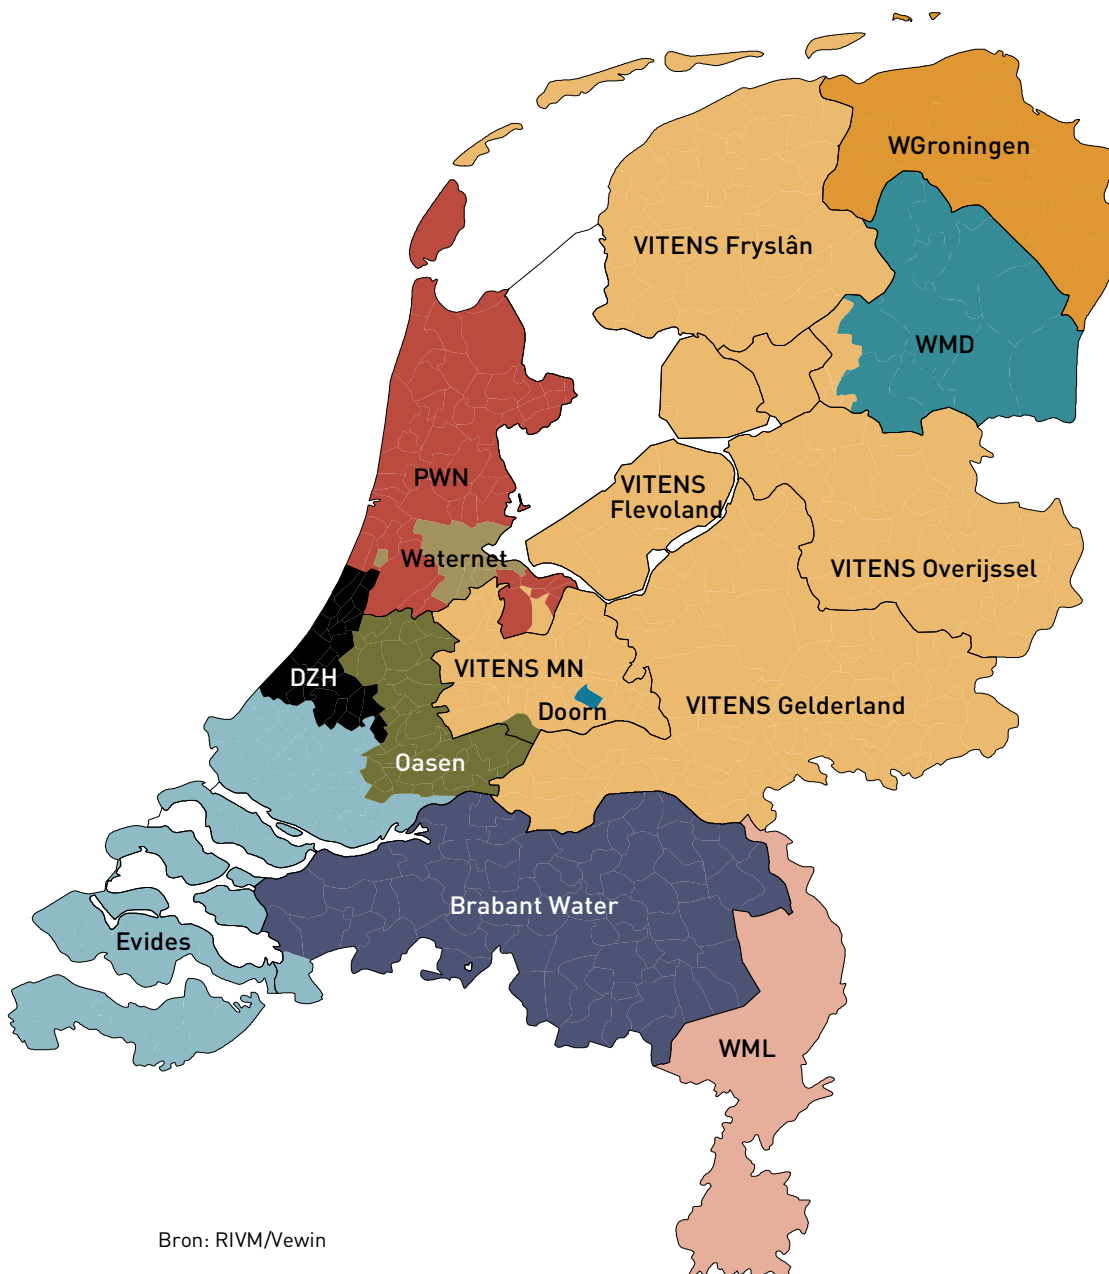 WGroningen
VITENS Fryslân
WMD
PWN
VITENS
Flevoland
Waternet
VITENS Overijssel
DZH
VITENS MN
Doorn
VITENS Gelderland
Oasen
Brabant Water
Evides
WML
Bron: RIVM/Vewin